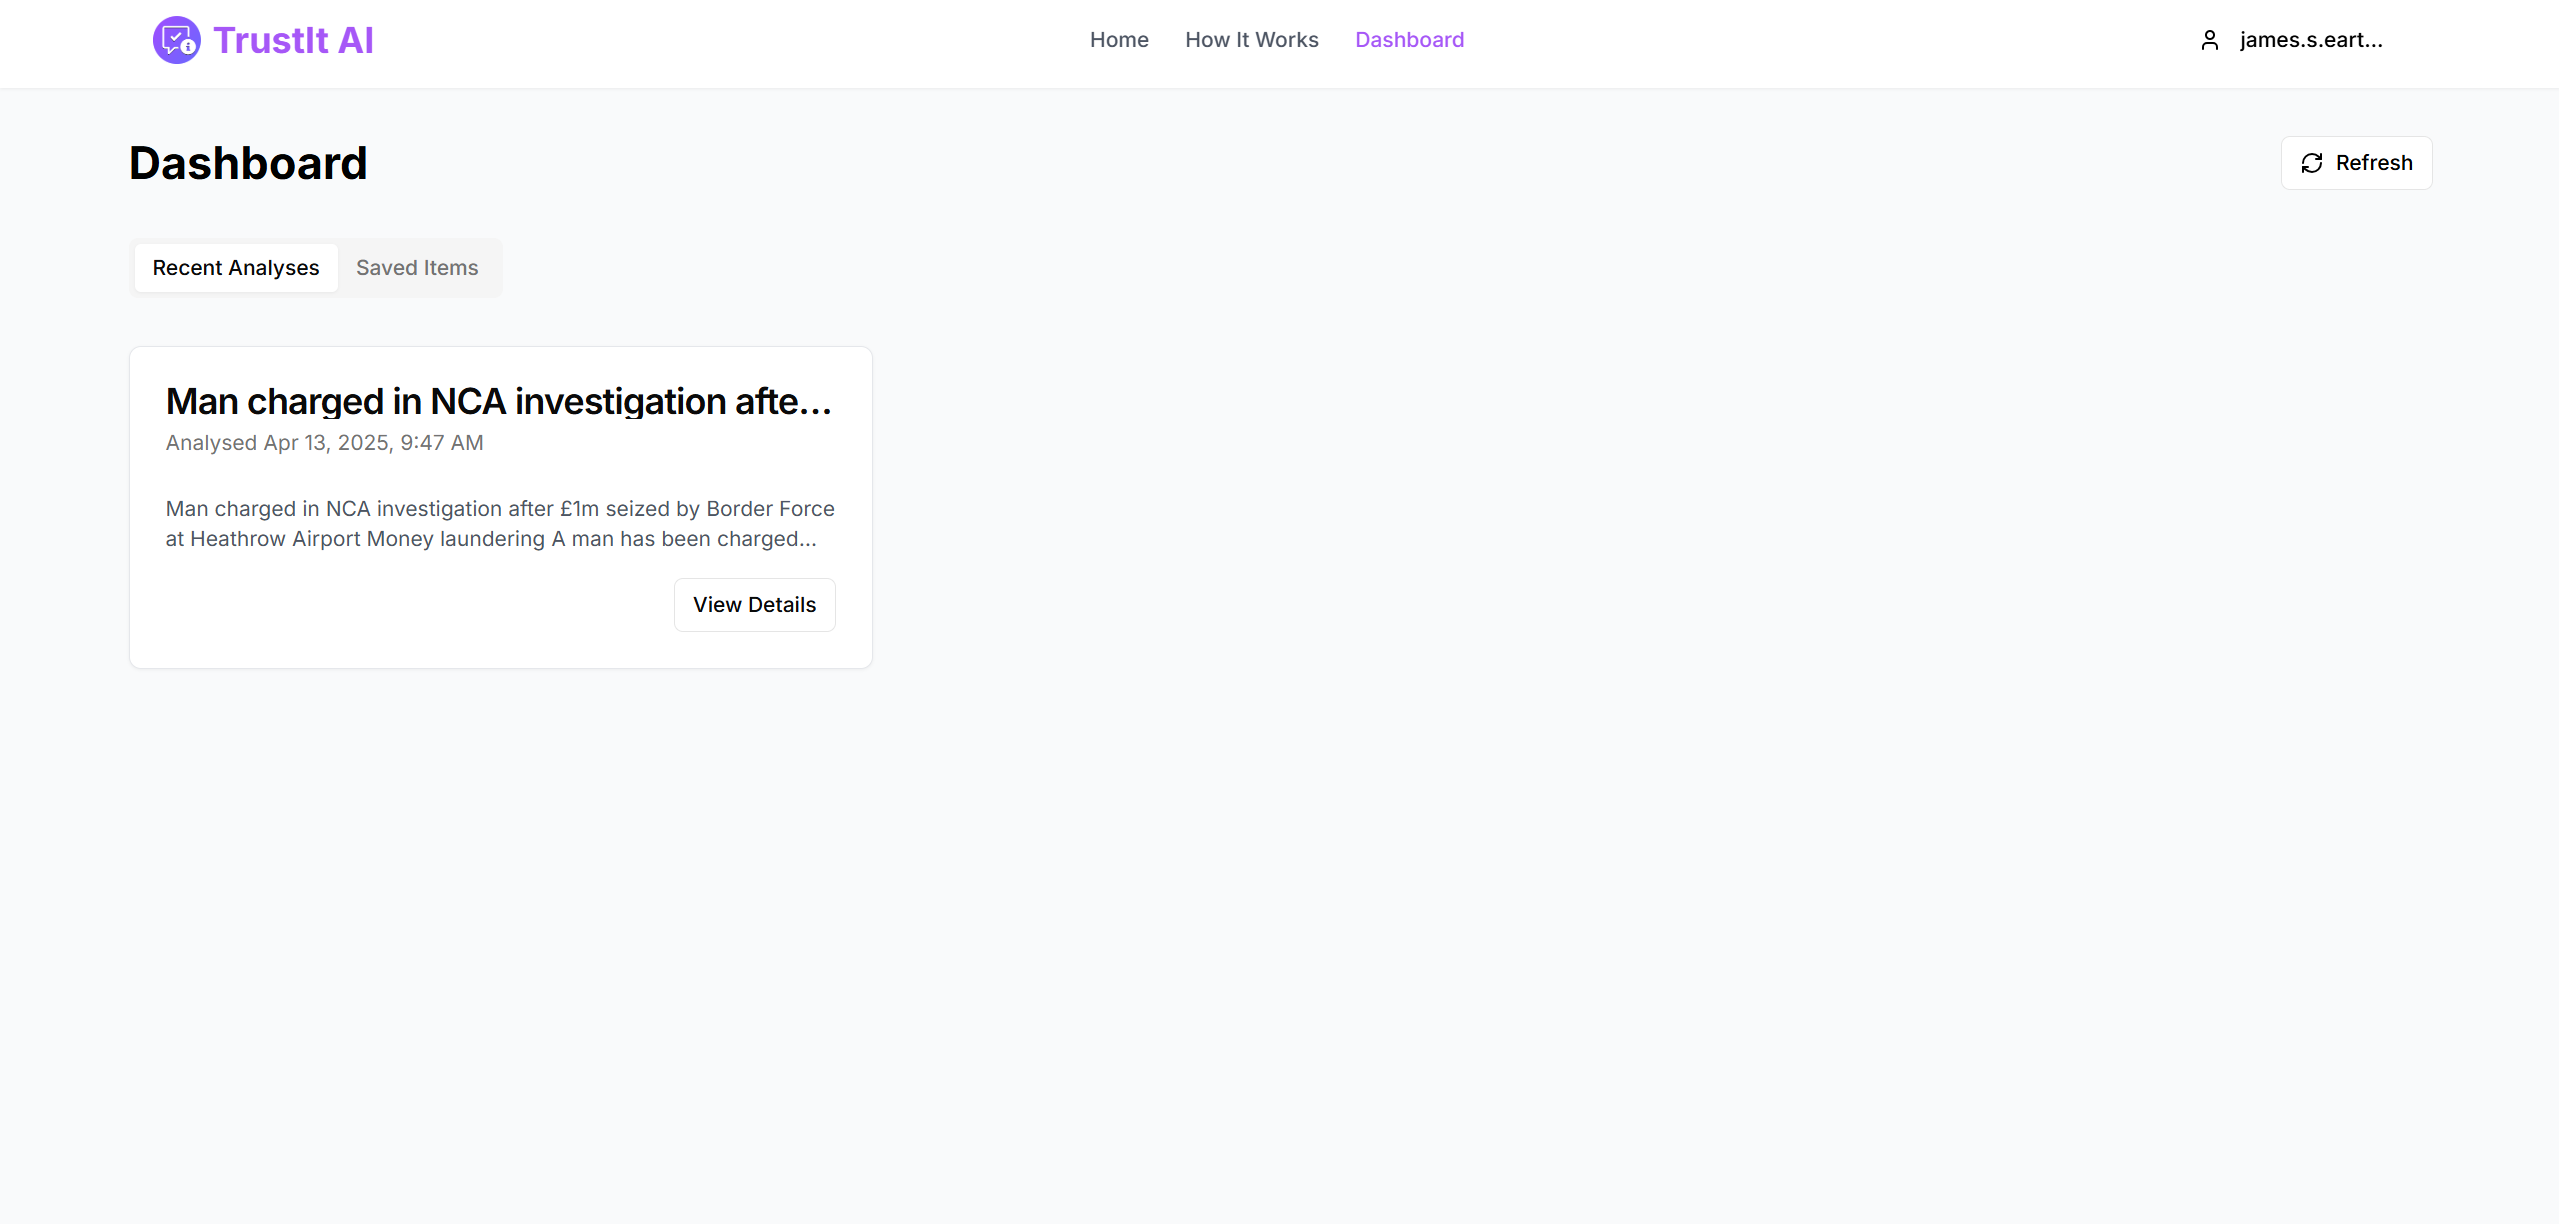 TrustIt AI
Home
How It Works
Dashboard
james.s.eart...
Dashboard
Refresh
Recent Analyses
Saved Items
Man charged in NCA investigation afte...
Analysed Apr 13, 2025, 9:47 AM
Man charged in NCA investigation after £1m seized by Border Force
at Heathrow Airport Money laundering A man has been charged...
View Details